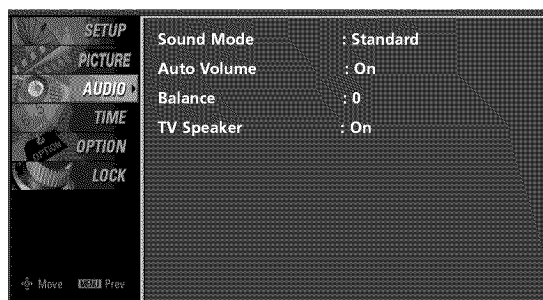 SETUP
PICTURE
AUDIO
TIME
OPTION
LOCK
Sound Mode : Standard
Auto Volume : On
Balance : 0
TV Speaker : On
OPTION
Move MENU Prev